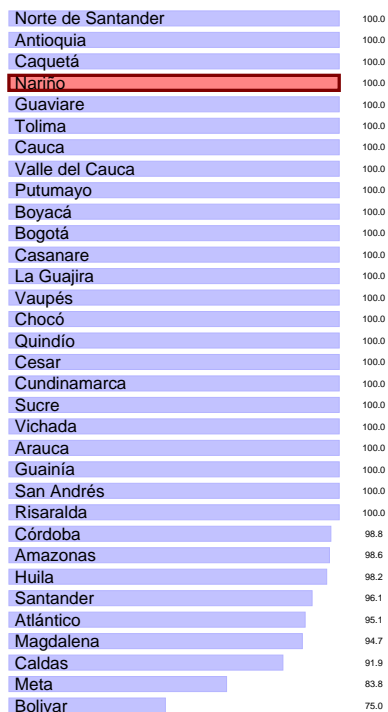 Norte de Santander 100.0
Antioquia 100.0
Caquetá 100.0
Nariño 100.0
Guaviare 100.0
Tolima 100.0
Cauca 100.0
Valle del Cauca 100.0
Putumayo 100.0
Boyacá 100.0
Bogotá 100.0
Casanare 100.0
La Guajira 100.0
Vaupés 100.0
Chocó 100.0
Quindío 100.0
Cesar 100.0
Cundinamarca 100.0
Sucre 100.0
Vichada 100.0
Arauca 100.0
Guainía 100.0
San Andrés 100.0
Risaralda 100.0
Córdoba 98.8
Amazonas 98.6
Huila 98.2
Santander 96.1
Atlántico 95.1
Magdalena 94.7
Caldas 91.9
Meta 83.8
Bolivar 75.0